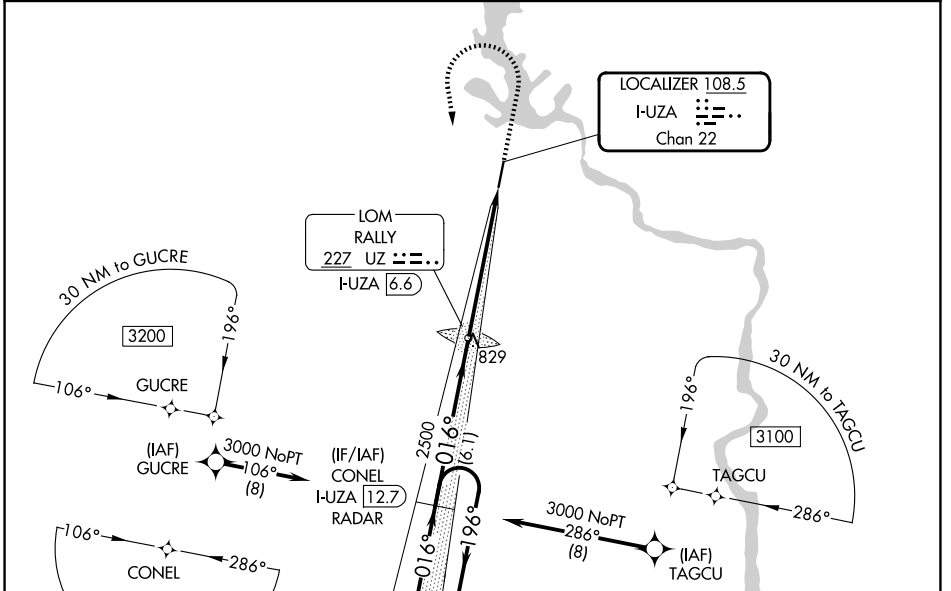 LOCALIZER 108.5
I-UZA
Chan 22
LOM
RALLY
227 UZ
I-UZA 6.6
30 NM to GUCRE
196°
3200
106°
GUCRE
829
30 NM to TAGCU
196°
3100
TAGCU
286°
(IAF)
GUCRE
3000 NoPT
106°
(8)
(IF/IAF)
CONEL
I-UZA 12.7
RADAR
2500
016°
(6.1)
196°
016°
3000 NoPT
286°
(8)
(IAF)
TAGCU
106°
286°
CONEL